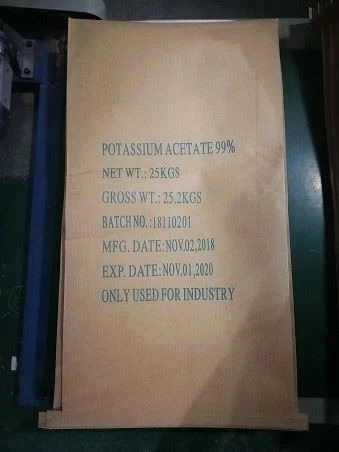 POTASSIUM ACETATE 99%
NET WT.: 25KGS
GROSS WT.: 25.2KGS
BATCH NO.:18110201
MFG. DATE:NOV.02,2018
EXP. DATE:NOV.01,2020
ONLY USED FOR INDUSTRY